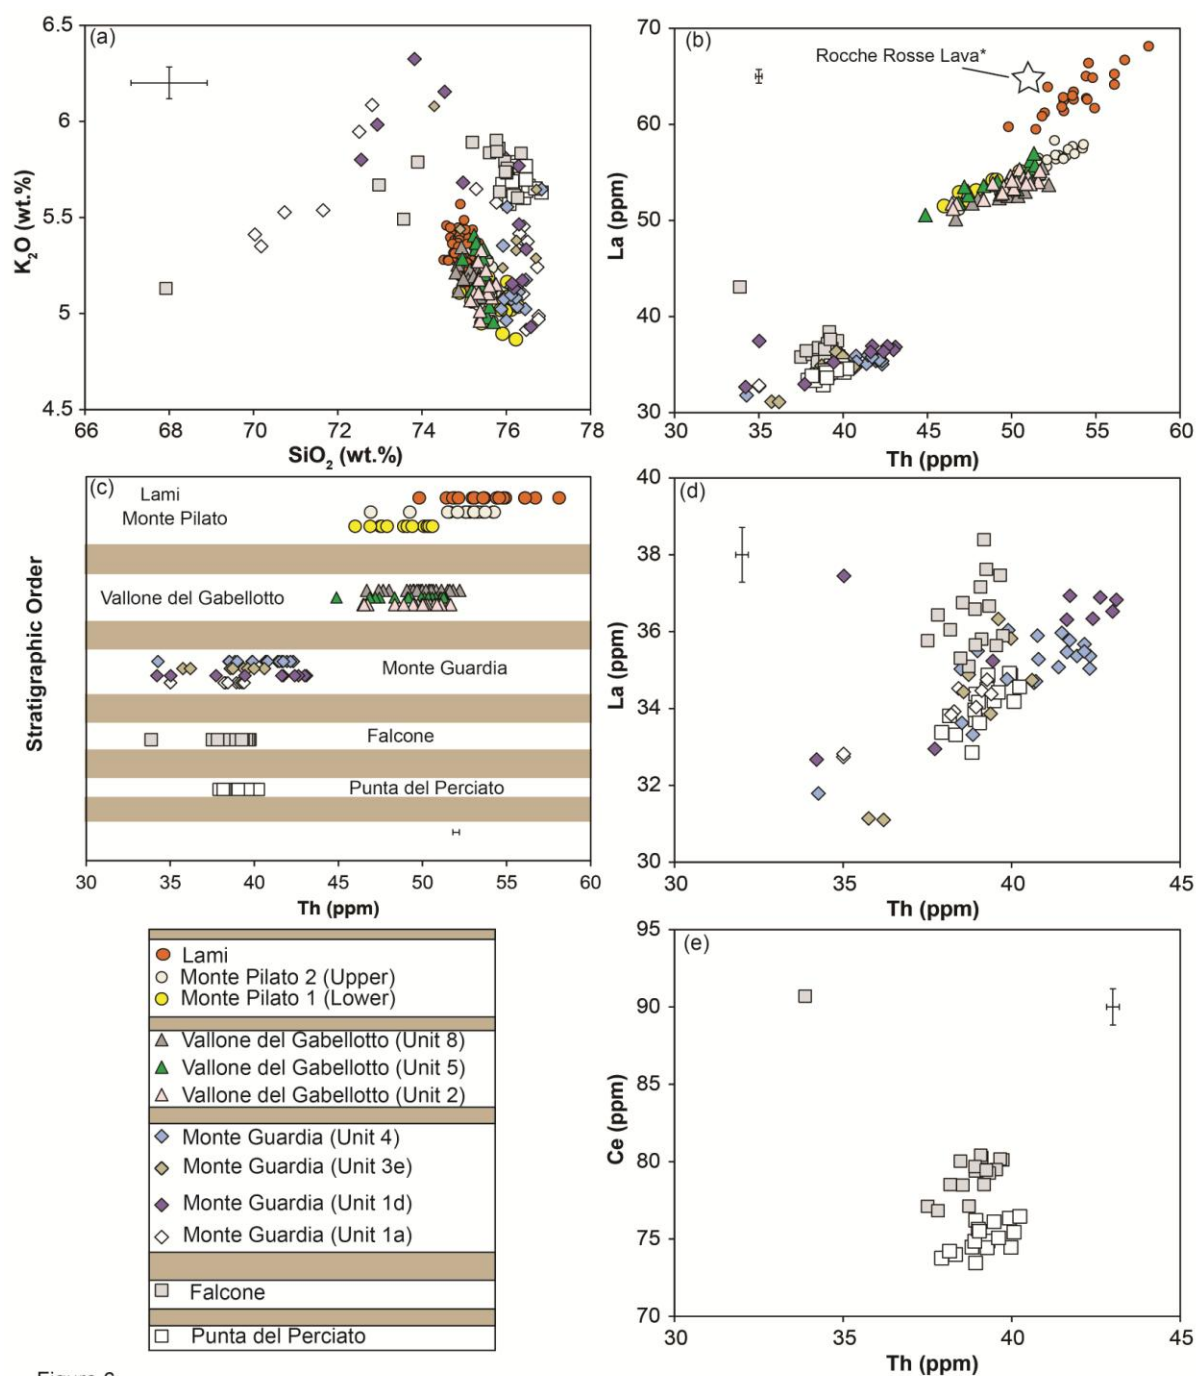 (a)
6.5
6
5.5
5
4.5
K2O (wt.%)
66 68 70 72 74 76 78
SiO2 (wt.%)
(b)
Rocche Rosse Lava*
70
60
50
40
30
La (ppm)
30 35 40 45 50 55 60
Th (ppm)
(c)
Lami
Monte Pilato
Vallone del Gabellotto
Monte Guardia
Falcone
Punta del Perciato
Stratigraphic Order
30 35 40 45 50 55 60
Th (ppm)
(d)
40
38
36
34
32
30
La (ppm)
30 35 40 45
Th (ppm)
Lami
Monte Pilato 2 (Upper)
Monte Pilato 1 (Lower)
Vallone del Gabellotto (Unit 8)
Vallone del Gabellotto (Unit 5)
Vallone del Gabellotto (Unit 2)
Monte Guardia (Unit 4)
Monte Guardia (Unit 3e)
Monte Guardia (Unit 1d)
Monte Guardia (Unit 1a)
Falcone
Punta del Perciato
(e)
95
90
85
80
75
70
Ce (ppm)
30 35 40 45
Th (ppm)